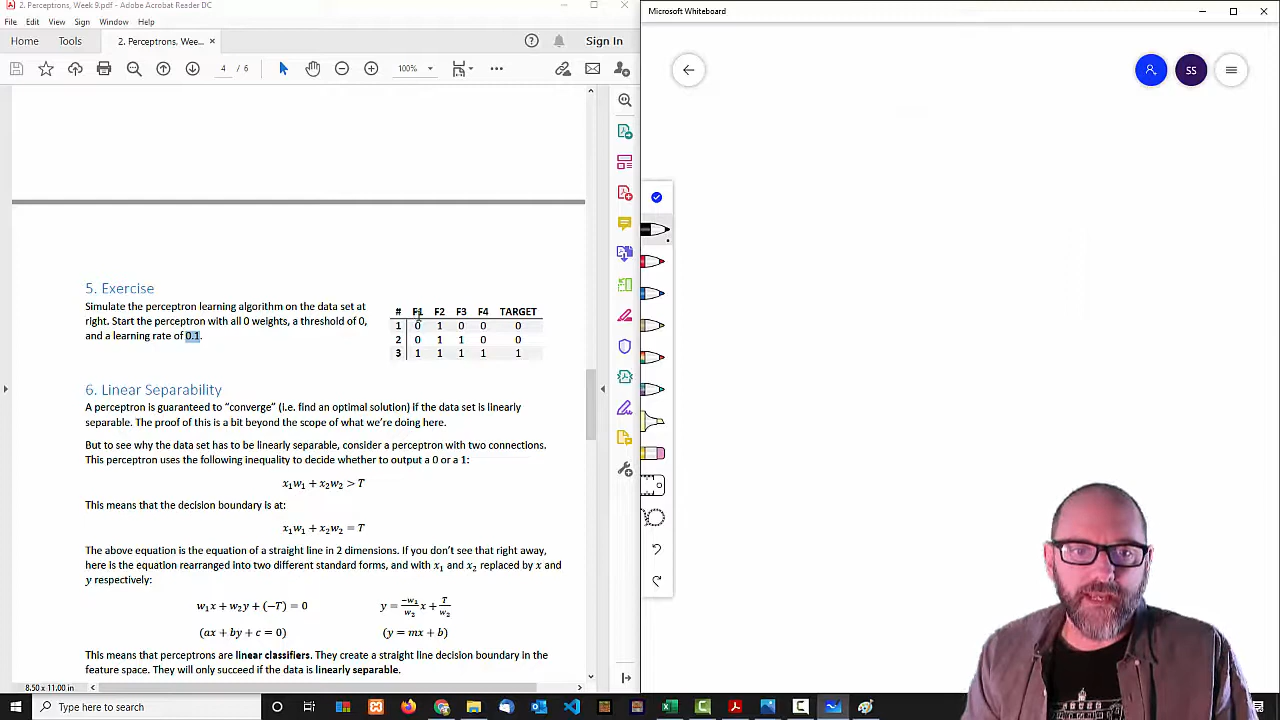 2. Perceptrons, Week 9.pdf - Adobe Acrobat Reader DC
File Edit View Sign Window Help
Home Tools 2. Perceptrons, Wee... × Sign In
4 / 6 100%
5. Exercise
Simulate the perceptron learning algorithm on the data set at
right. Start the perceptron with all 0 weights, a threshold of 0,
and a learning rate of 0.1.
# F1 F2 F3 F4 TARGET
1 0 1 0 0 0
2 0 1 1 0 0
3 1 1 1 1 1
6. Linear Separability
A perceptron is guaranteed to “converge” (i.e. find an optimal solution) if the data set is linearly
separable. The proof of this is a bit beyond the scope of what we’re doing here.
But to see why the data set has to be linearly separable, consider a perceptron with two connections.
This perceptron uses the following inequality to decide whether to output a 0 or a 1:
x₁w₁ + x₂w₂ > T
This means that the decision boundary is at:
x₁w₁ + x₂w₂ = T
The above equation is the equation of a straight line in 2 dimensions. If you don’t see that right away,
here is the equation rearranged into two different standard forms, and with x₁ and x₂ replaced by x and
y respectively:
w₁x + w₂y + (−T) = 0 y = −w₁/w₂ x + T/w₂
(ax + by + c = 0) (y = mx + b)
This means that perceptrons are linear classifiers. They create a straight line decision boundary in the
feature space. They will only succeed if the data is linearly separable.
8.50 x 11.00 in
Microsoft Whiteboard
SS
Type here to search